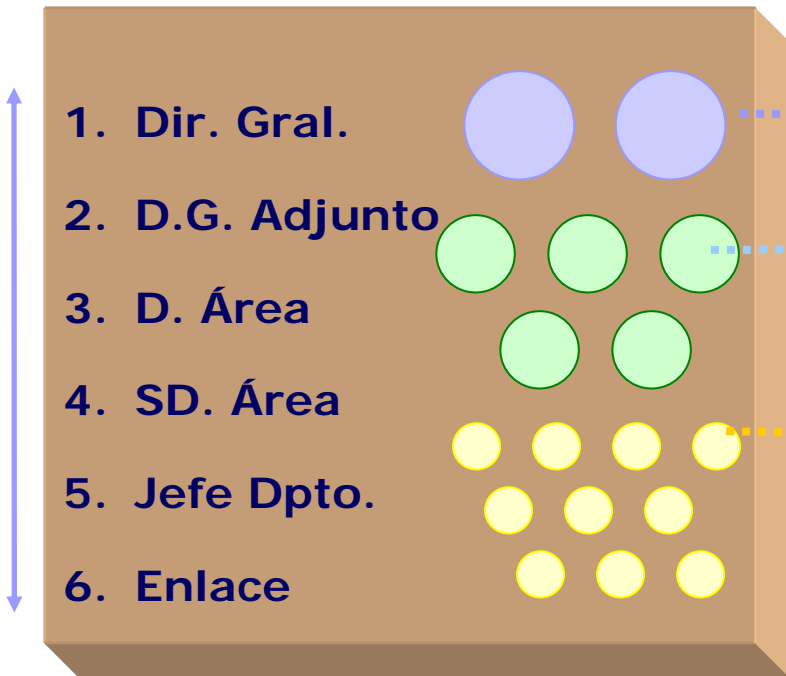 1. Dir. Gral.
2. D.G. Adjunto
3. D. Área
4. SD. Área
5. Jefe Dpto.
6. Enlace